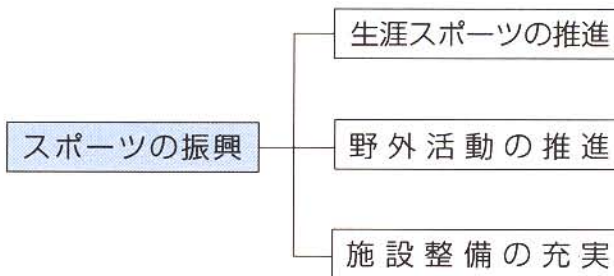 スポーツの振興
生涯スポーツの推進
野外活動の推進
施設整備の充実